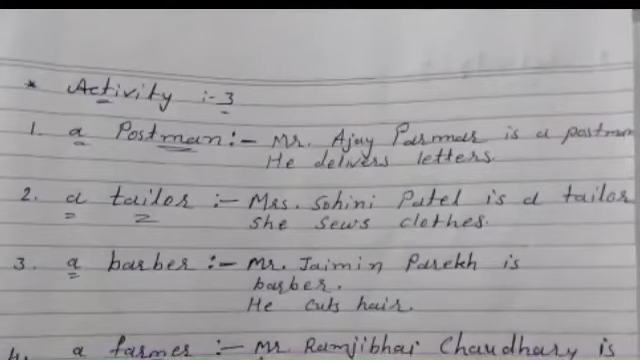 * Activity :- 3
1. a Postman :- Mr. Ajay Parmar is a postman
He delivers letters.
2. a tailor :- Mrs. Sohini Patel is a tailor
She sews clothes.
3. a barber :- Mr. Jaimin Parekh is
barber.
He cuts hair.
4. a farmer :- Mr. Ramjibhai Chaudhary is